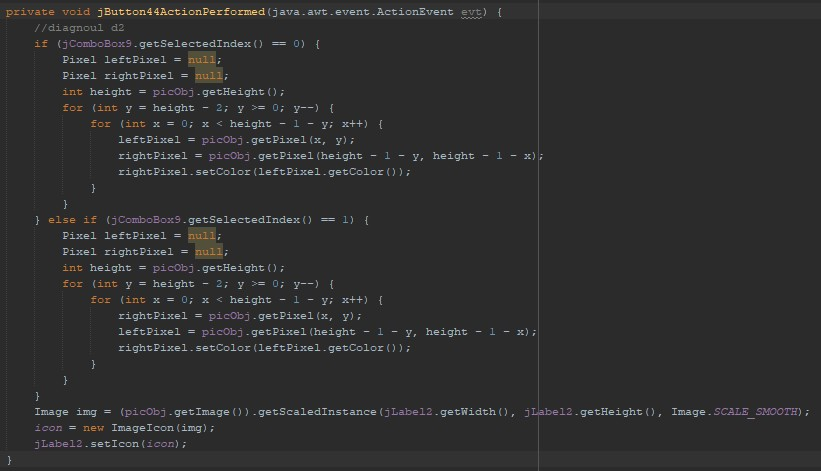 private void jButton44ActionPerformed(java.awt.event.ActionEvent evt) {
    //diagnoul d2
    if (jComboBox9.getSelectedIndex() == 0) {
        Pixel leftPixel = null;
        Pixel rightPixel = null;
        int height = picObj.getHeight();
        for (int y = height - 2; y >= 0; y--) {
            for (int x = 0; x < height - 1 - y; x++) {
                leftPixel = picObj.getPixel(x, y);
                rightPixel = picObj.getPixel(height - 1 - y, height - 1 - x);
                rightPixel.setColor(leftPixel.getColor());
            }
        }
    } else if (jComboBox9.getSelectedIndex() == 1) {
        Pixel leftPixel = null;
        Pixel rightPixel = null;
        int height = picObj.getHeight();
        for (int y = height - 2; y >= 0; y--) {
            for (int x = 0; x < height - 1 - y; x++) {
                rightPixel = picObj.getPixel(x, y);
                leftPixel = picObj.getPixel(height - 1 - y, height - 1 - x);
                rightPixel.setColor(leftPixel.getColor());
            }
        }
    }
    Image img = (picObj.getImage()).getScaledInstance(jLabel2.getWidth(), jLabel2.getHeight(), Image.SCALE_SMOOTH);
    icon = new ImageIcon(img);
    jLabel2.setIcon(icon);
}